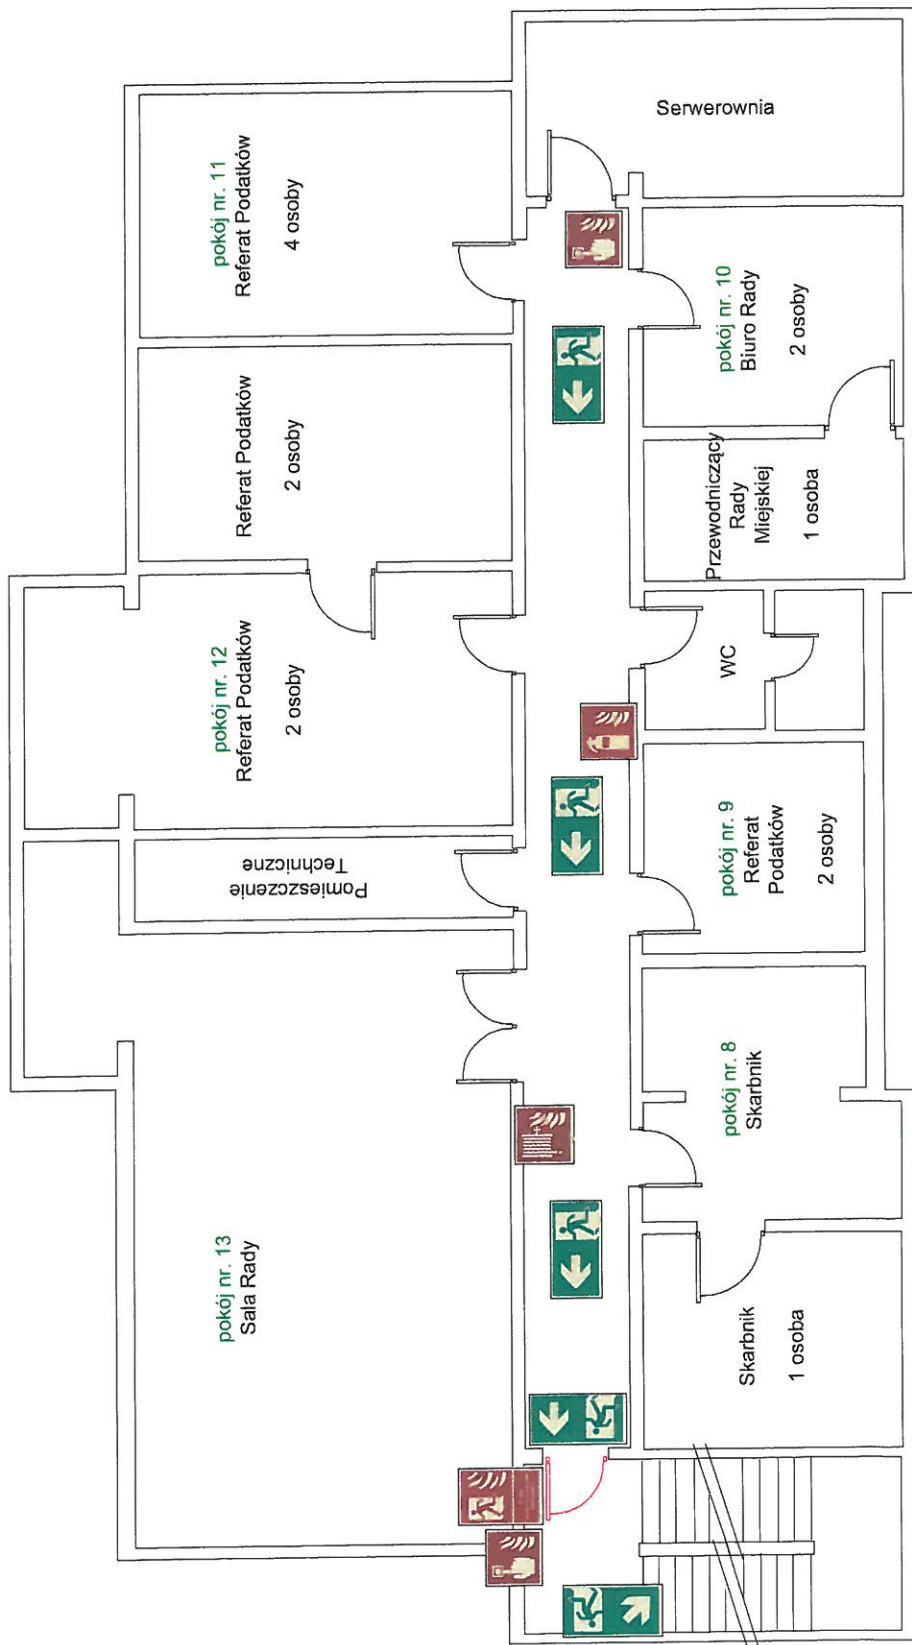 pokój nr. 13
Sala Rady
Pomieszczenie
Techniczne
pokój nr. 12
Referat Podatków
2 osoby
Referat Podatków
2 osoby
pokój nr. 11
Referat Podatków
4 osoby
Skarbnik
1 osoba
pokój nr. 8
Skarbnik
pokój nr. 9
Referat
Podatków
2 osoby
WC
Przewodniczący
Rady
Miejskiej
1 osoba
pokój nr. 10
Biuro Rady
2 osoby
Serwerownia